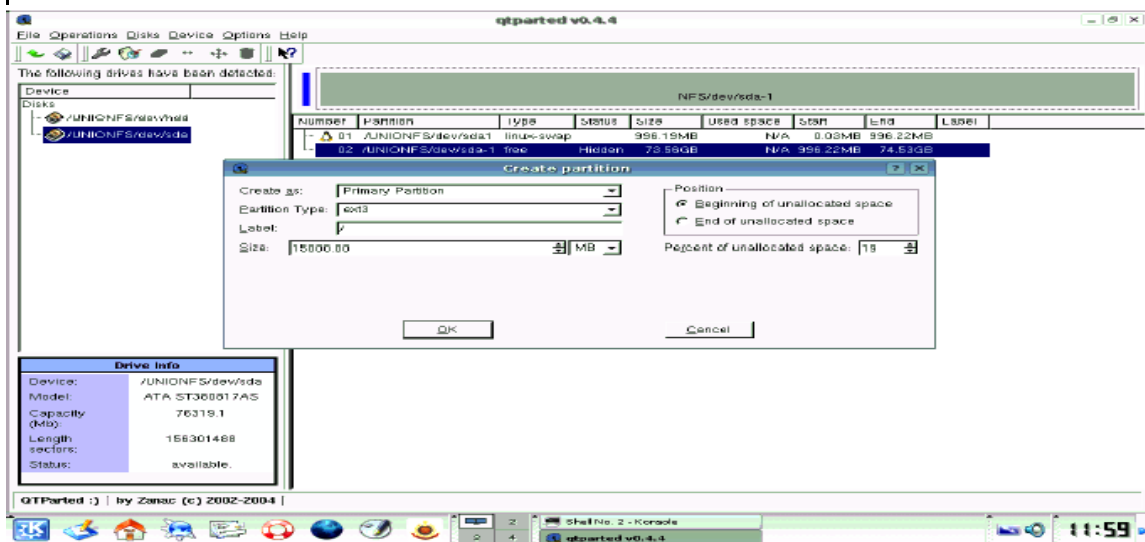 qtparted v0.4.4
File Operations Disks Device Options Help
The following drives have been detected:
Device
Disks
/UNIONFS/dev/hda
/UNIONFS/dev/sda
NFS/dev/sda-1
Number Partition Type Status Size Used space Start End Label
01 /UNIONFS/dev/sda1 linux-swap 996.19MB N/A 0.03MB 996.22MB
02 /UNIONFS/dev/sda-1 free Hidden 73.56GB N/A 996.22MB 74.53GB
Create partition
Create as: Primary Partition
Partition Type: ext3
Label: /
Size: 15000.00 MB
Position
Beginning of unallocated space
End of unallocated space
Percent of unallocated space: 19
OK
Cancel
Drive Info
Device: /UNIONFS/dev/sda
Model: ATA ST380817AS
Capacity (Mb): 76319.1
Length sectors: 156301488
Status: available.
QTParted :) by Zanac (c) 2002-2004
2
4
Shell No. 2 - Konsole
qtparted v0.4.4
11:59